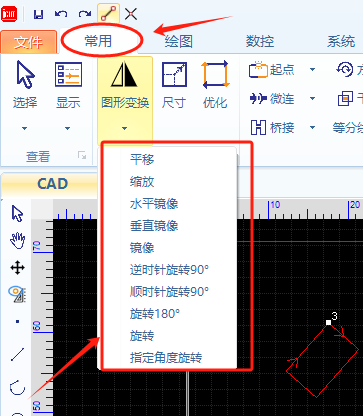 文件 常用 绘图 数控 系统
选择 显示 图形变换 尺寸 优化 起点
微连
桥接 等分
查看
CAD
平移
缩放
水平镜像
垂直镜像
镜像
逆时针旋转90°
顺时针旋转90°
旋转180°
旋转
指定角度旋转
10 20
70
60
50
3